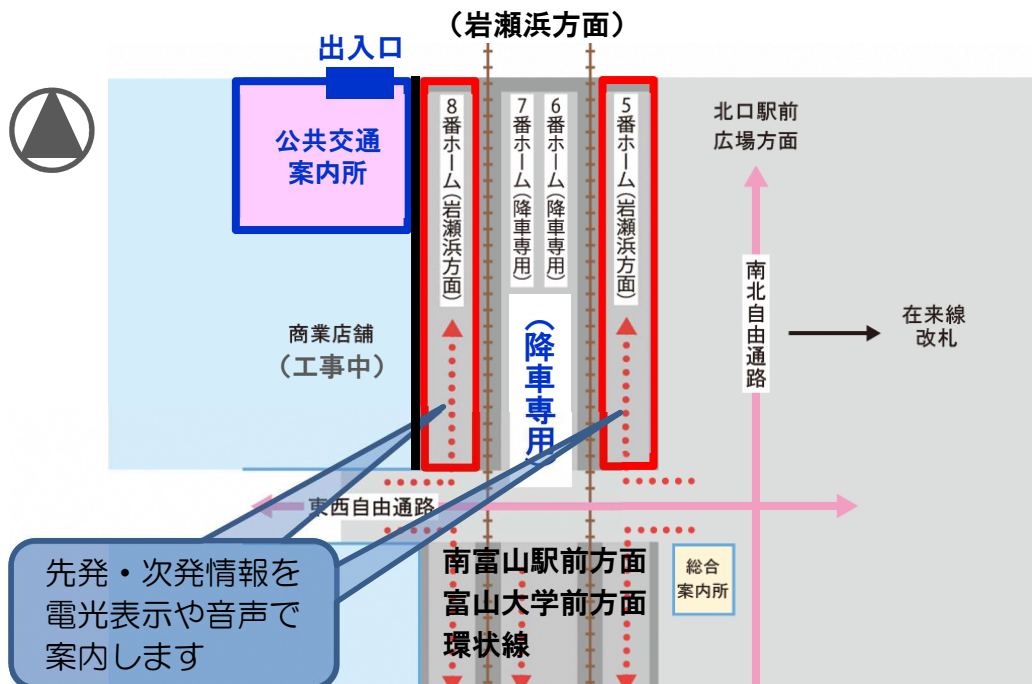 （岩瀬浜方面）
出入口
公共交通
案内所
8番ホーム（岩瀬浜方面）
7番ホーム（降車専用）
6番ホーム（降車専用）
5番ホーム（岩瀬浜方面）
北口駅前
広場方面
南北自由通路
在来線
改札
商業店舗
（工事中）
（降車専用）
東西自由通路
先発・次発情報を
電光表示や音声で
案内します
南富山駅前方面
富山大学前方面
環状線
総合
案内所